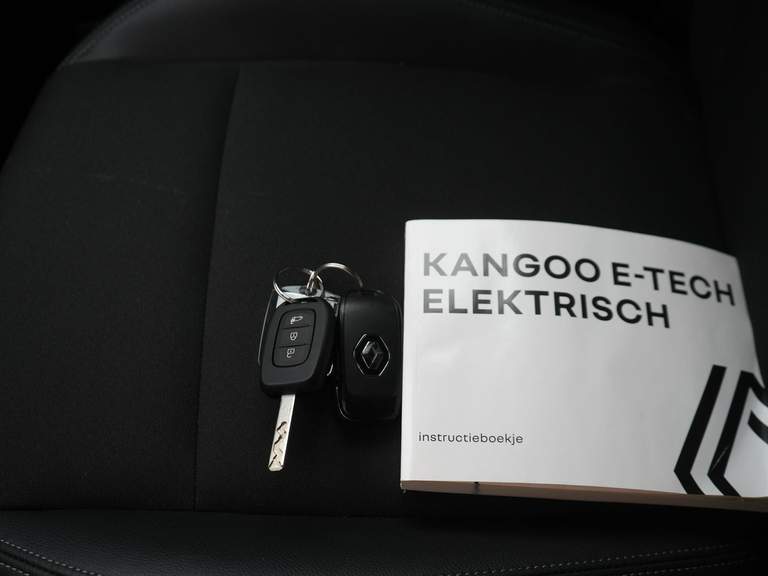 KANGOO E-TECH
ELEKTRISCH
instructieboekje